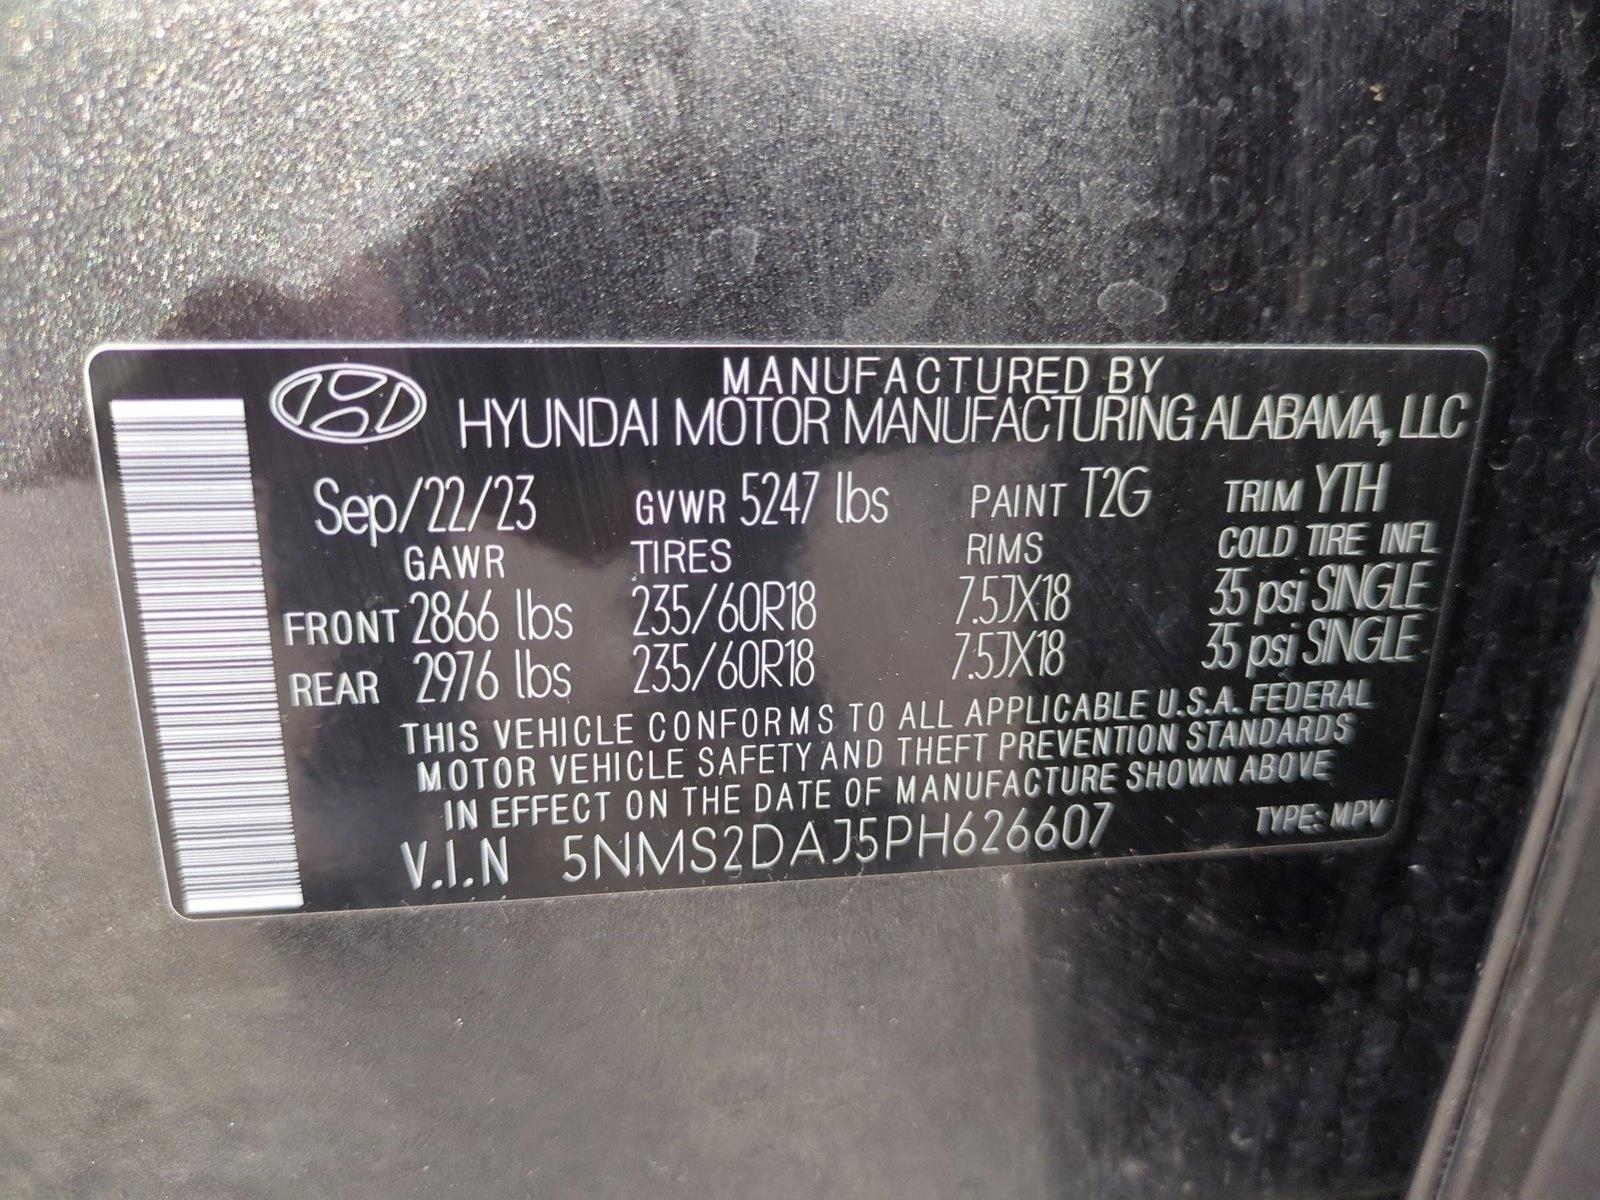 MANUFACTURED BY
HYUNDAI MOTOR MANUFACTURING ALABAMA, LLC
Sep/22/23 GVWR 5247 lbs PAINT T2G TRIM YTH
GAWR TIRES RIMS COLD TIRE INFL
FRONT 2866 lbs 235/60R18 7.5JX18 35 psi SINGLE
REAR 2976 lbs 235/60R18 7.5JX18 35 psi SINGLE
THIS VEHICLE CONFORMS TO ALL APPLICABLE U.S.A. FEDERAL
MOTOR VEHICLE SAFETY AND THEFT PREVENTION STANDARDS
IN EFFECT ON THE DATE OF MANUFACTURE SHOWN ABOVE
V.I.N 5NMS2DAJ5PH626607 TYPE: MPV